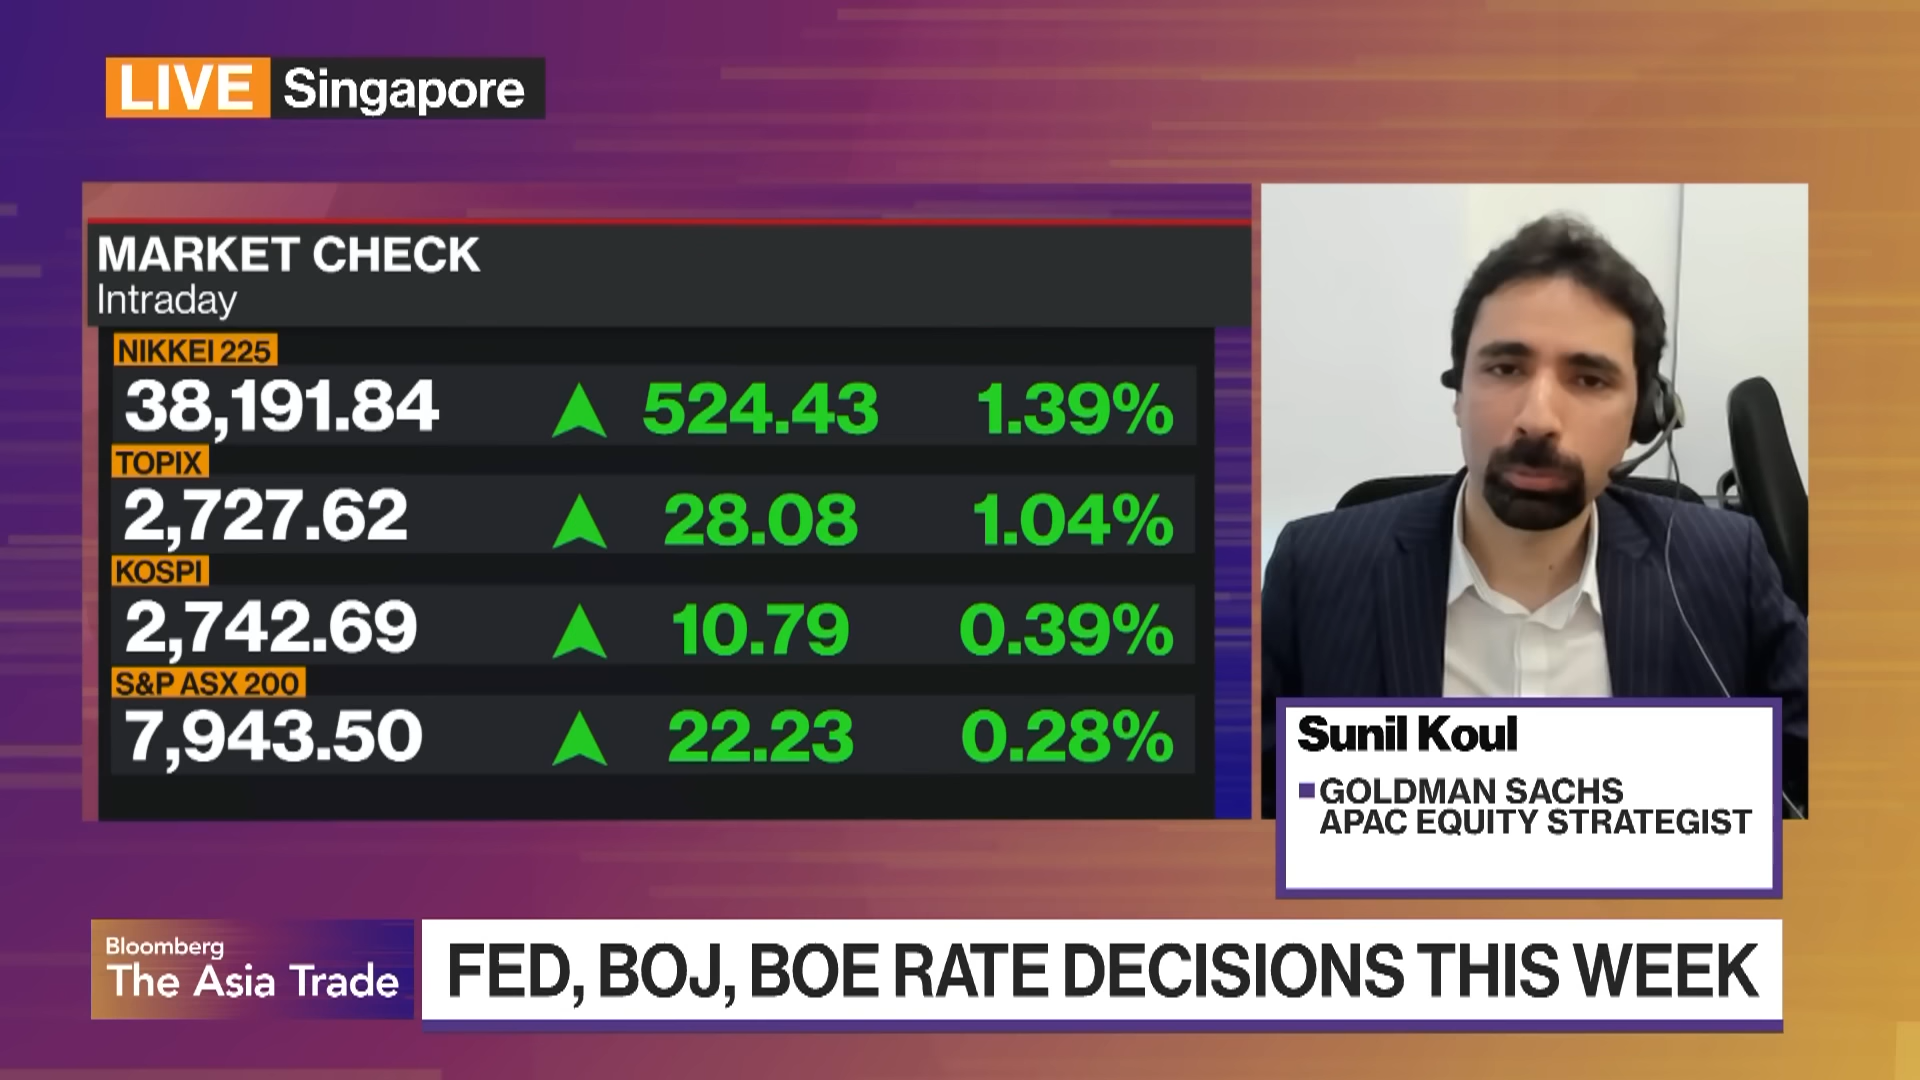 LIVE Singapore
MARKET CHECK
Intraday
NIKKEI 225
38,191.84 ▲ 524.43 1.39%
TOPIX
2,727.62 ▲ 28.08 1.04%
KOSPI
2,742.69 ▲ 10.79 0.39%
S&P ASX 200
7,943.50 ▲ 22.23 0.28%
Sunil Koul
GOLDMAN SACHS
APAC EQUITY STRATEGIST
Bloomberg
The Asia Trade
FED, BOJ, BOE RATE DECISIONS THIS WEEK